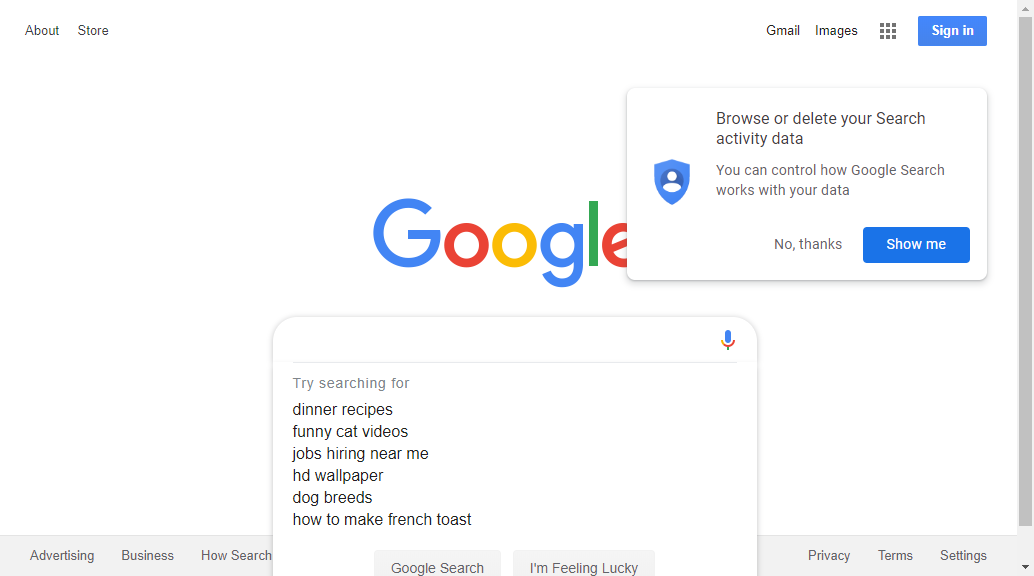 About Store
Gmail Images Sign in
Browse or delete your Search
activity data
You can control how Google Search
works with your data
No, thanks Show me
Google
Try searching for
dinner recipes
funny cat videos
jobs hiring near me
hd wallpaper
dog breeds
how to make french toast
Google Search I'm Feeling Lucky
Advertising Business How Search
Privacy Terms Settings